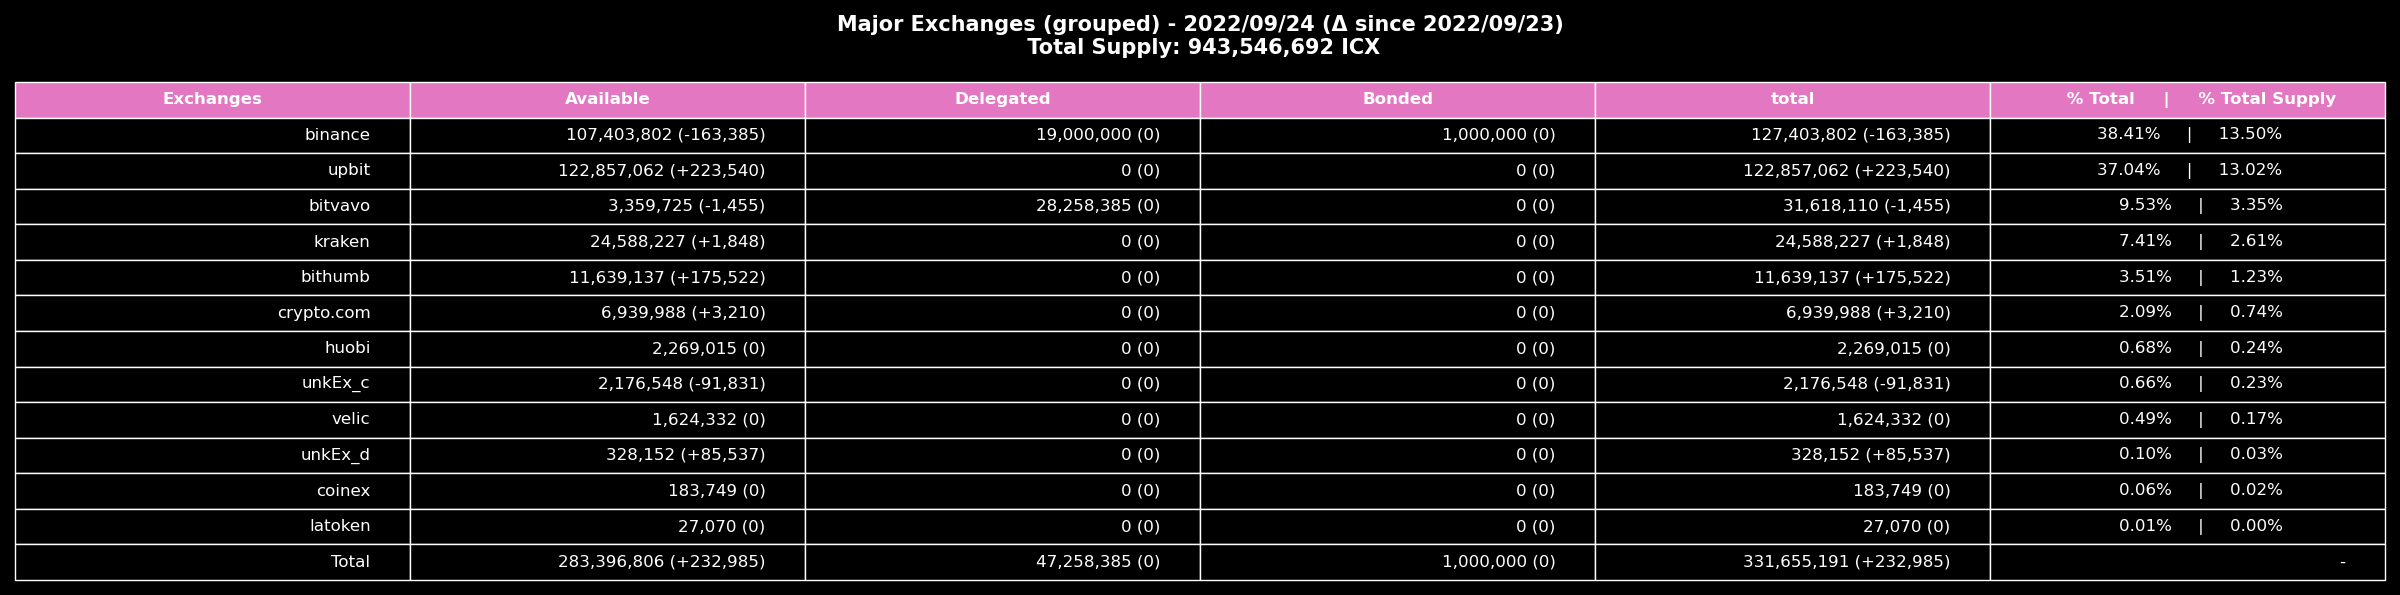 Major Exchanges (grouped) - 2022/09/24 (Δ since 2022/09/23)
Total Supply: 943,546,692 ICX
Exchanges Available Delegated Bonded total % Total | % Total Supply
binance 107,403,802 (-163,385) 19,000,000 (0) 1,000,000 (0) 127,403,802 (-163,385) 38.41% | 13.50%
upbit 122,857,062 (+223,540) 0 (0) 0 (0) 122,857,062 (+223,540) 37.04% | 13.02%
bitvavo 3,359,725 (-1,455) 28,258,385 (0) 0 (0) 31,618,110 (-1,455) 9.53% | 3.35%
kraken 24,588,227 (+1,848) 0 (0) 0 (0) 24,588,227 (+1,848) 7.41% | 2.61%
bithumb 11,639,137 (+175,522) 0 (0) 0 (0) 11,639,137 (+175,522) 3.51% | 1.23%
crypto.com 6,939,988 (+3,210) 0 (0) 0 (0) 6,939,988 (+3,210) 2.09% | 0.74%
huobi 2,269,015 (0) 0 (0) 0 (0) 2,269,015 (0) 0.68% | 0.24%
unkEx_c 2,176,548 (-91,831) 0 (0) 0 (0) 2,176,548 (-91,831) 0.66% | 0.23%
velic 1,624,332 (0) 0 (0) 0 (0) 1,624,332 (0) 0.49% | 0.17%
unkEx_d 328,152 (+85,537) 0 (0) 0 (0) 328,152 (+85,537) 0.10% | 0.03%
coinex 183,749 (0) 0 (0) 0 (0) 183,749 (0) 0.06% | 0.02%
latoken 27,070 (0) 0 (0) 0 (0) 27,070 (0) 0.01% | 0.00%
Total 283,396,806 (+232,985) 47,258,385 (0) 1,000,000 (0) 331,655,191 (+232,985) -